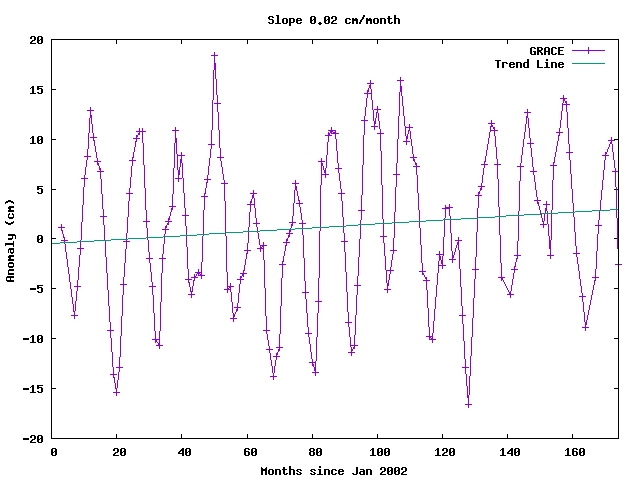 Slope 0.02 cm/month
GRACE
Trend Line
20
15
10
5
0
-5
-10
-15
-20
Anomaly (cm)
0 20 40 60 80 100 120 140 160
Months since Jan 2002